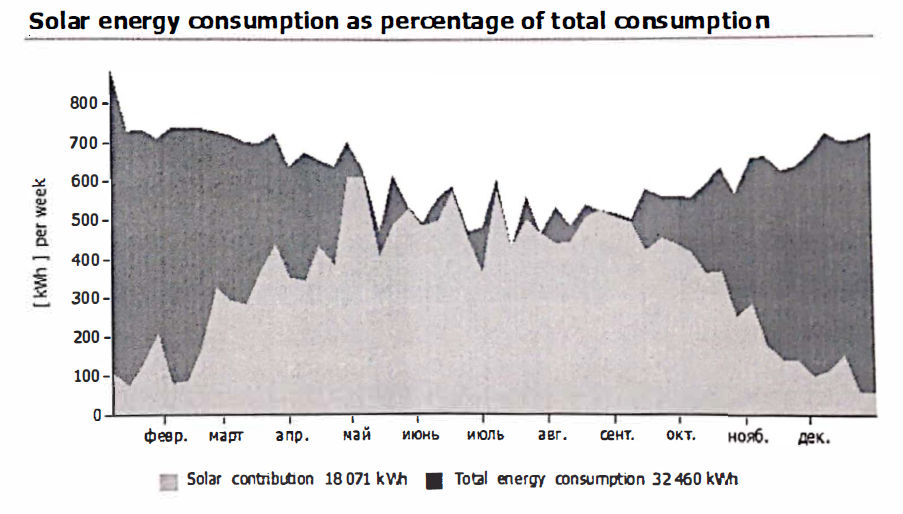 Solar energy consumption as percentage of total consumption
[ kWh ] per week
800
700
600
500
400
300
200
100
0
февр. март апр. май июнь июль авг. сент. окт. нояб. дек.
Solar contribution 18 071 kWh Total energy consumption 32 460 kWh